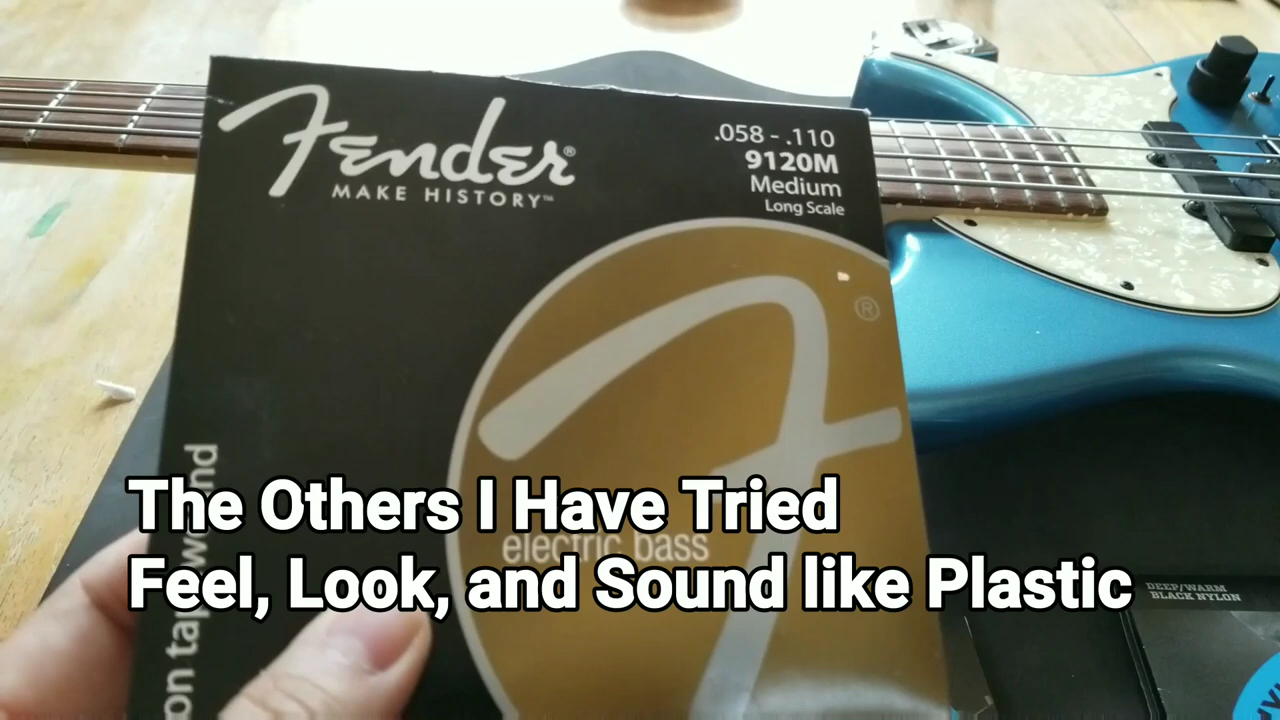 Fender®
MAKE HISTORY™
.058 - .110
9120M
Medium
Long Scale
®
The Others I Have Tried
electric bass
Feel, Look, and Sound like Plastic
DEEP/WARM
BLACK NYLON